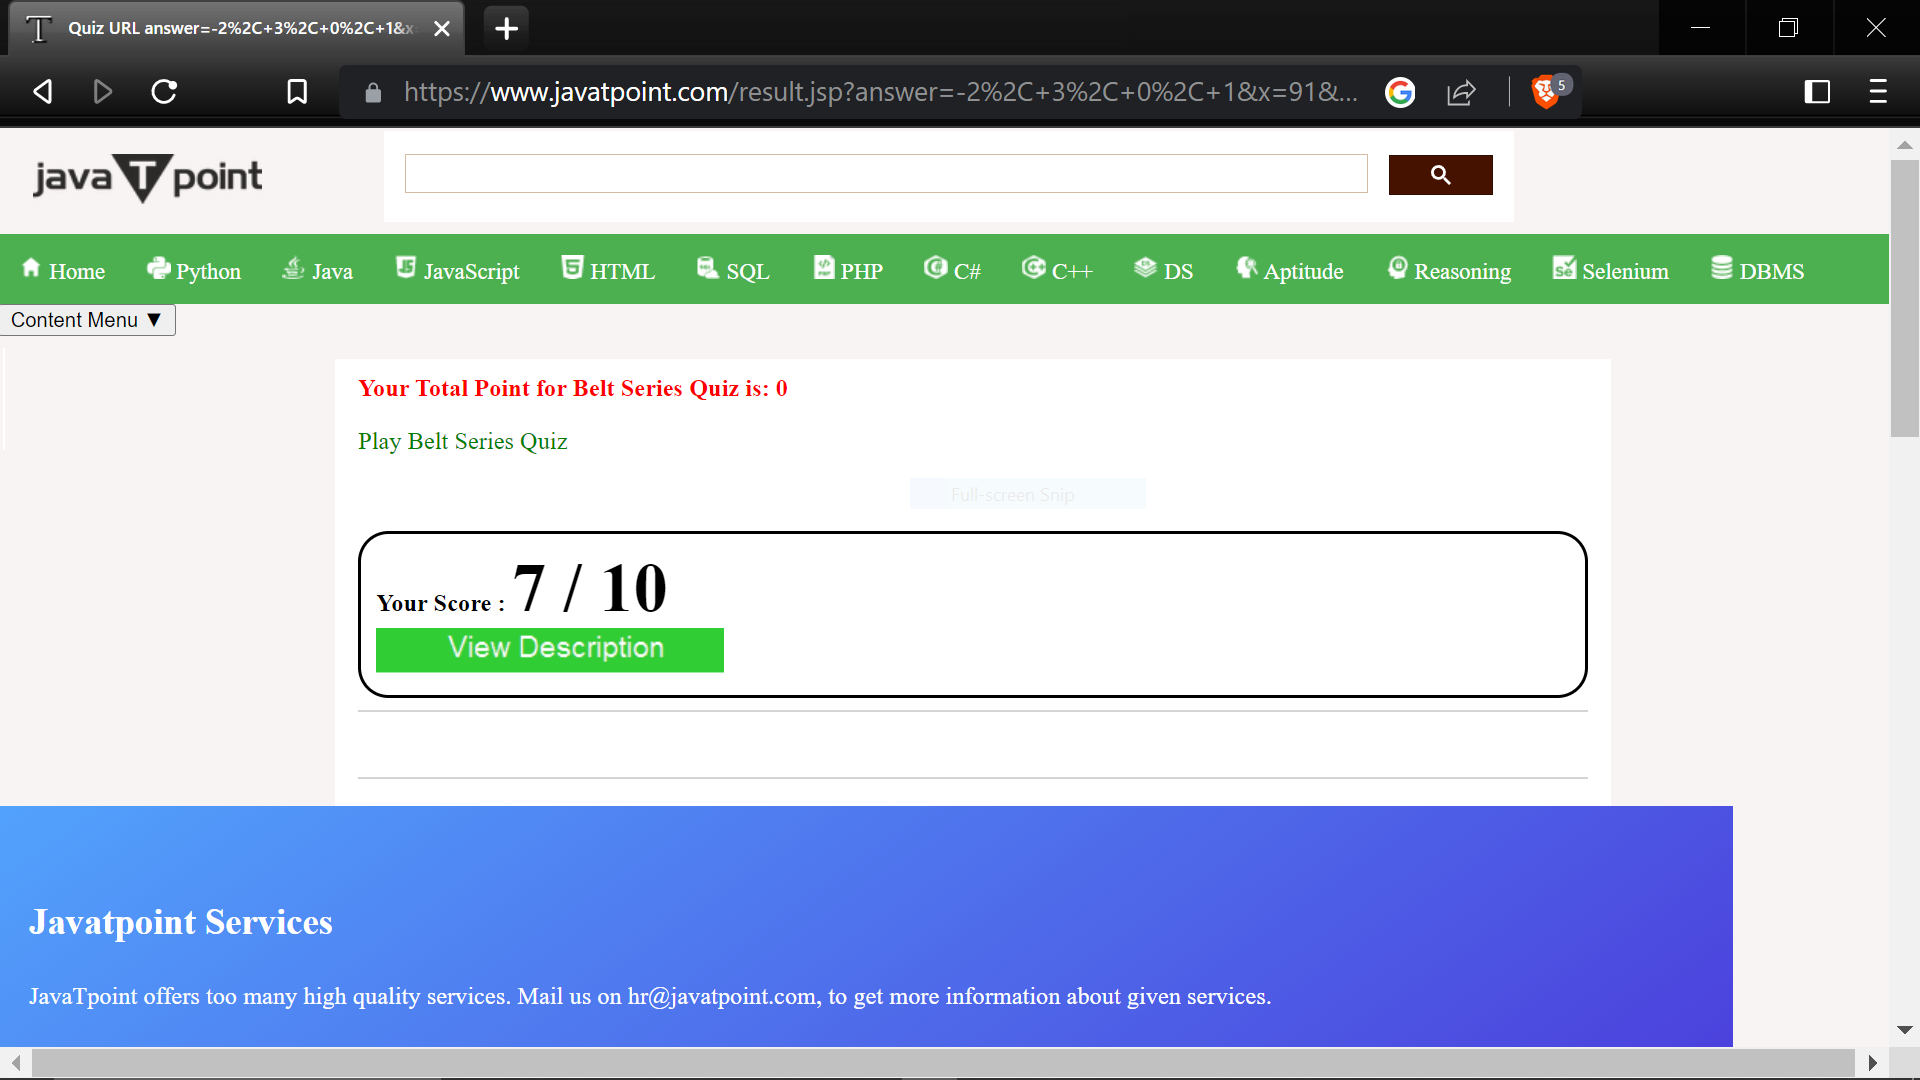 Quiz URL answer=-2%2C+3%2C+0%2C+1&x
https://www.javatpoint.com/result.jsp?answer=-2%2C+3%2C+0%2C+1&x=91&...
5
javaTpoint
Home Python Java JavaScript HTML SQL PHP C# C++ DS Aptitude Reasoning Selenium DBMS
Content Menu ▼
Your Total Point for Belt Series Quiz is: 0
Play Belt Series Quiz
Full-screen Snip
Your Score : 7 / 10
View Description
Javatpoint Services
JavaTpoint offers too many high quality services. Mail us on hr@javatpoint.com, to get more information about given services.